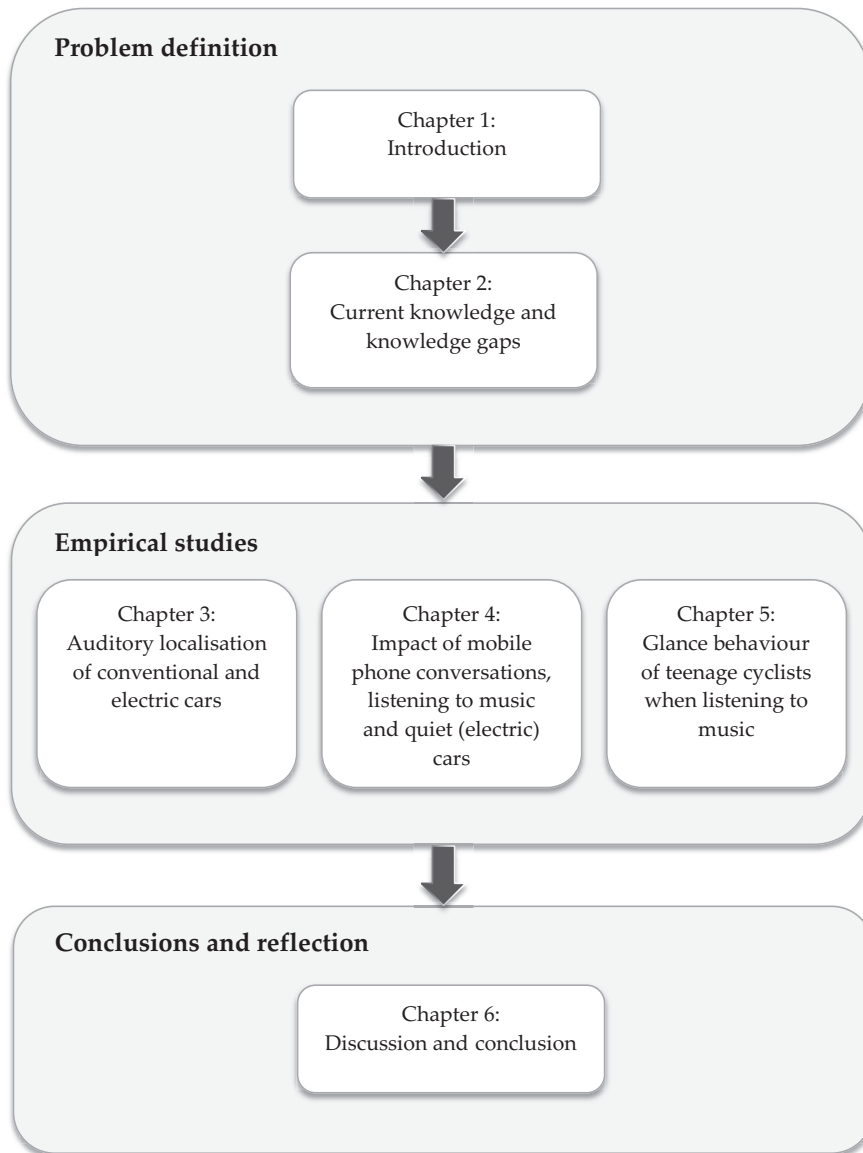 Problem definition
Chapter 1:
Introduction
Chapter 2:
Current knowledge and
knowledge gaps
Empirical studies
Chapter 3:
Auditory localisation
of conventional and
electric cars
Chapter 4:
Impact of mobile
phone conversations,
listening to music
and quiet (electric)
cars
Chapter 5:
Glance behaviour
of teenage cyclists
when listening to
music
Conclusions and reflection
Chapter 6:
Discussion and conclusion